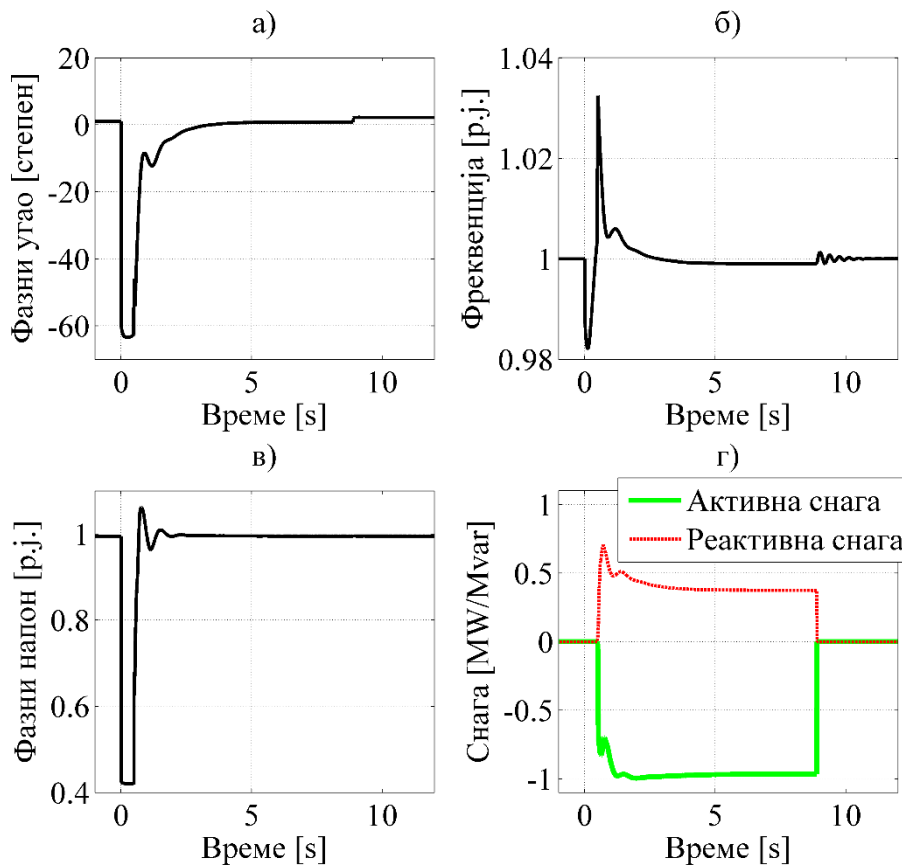 а)
20
0
-20
-40
-60
Фазни угао [степен]
0
5
10
Време [s]
б)
1.04
1.02
1
0.98
Фреквенција [р.ј.]
0
5
10
Време [s]
в)
1
0.8
0.6
0.4
Фазни напон [р.ј.]
0
5
10
Време [s]
г)
Активна снага
Реактивна снага
1
0.5
0
-0.5
-1
Снага [MW/Mvar]
0
5
10
Време [s]